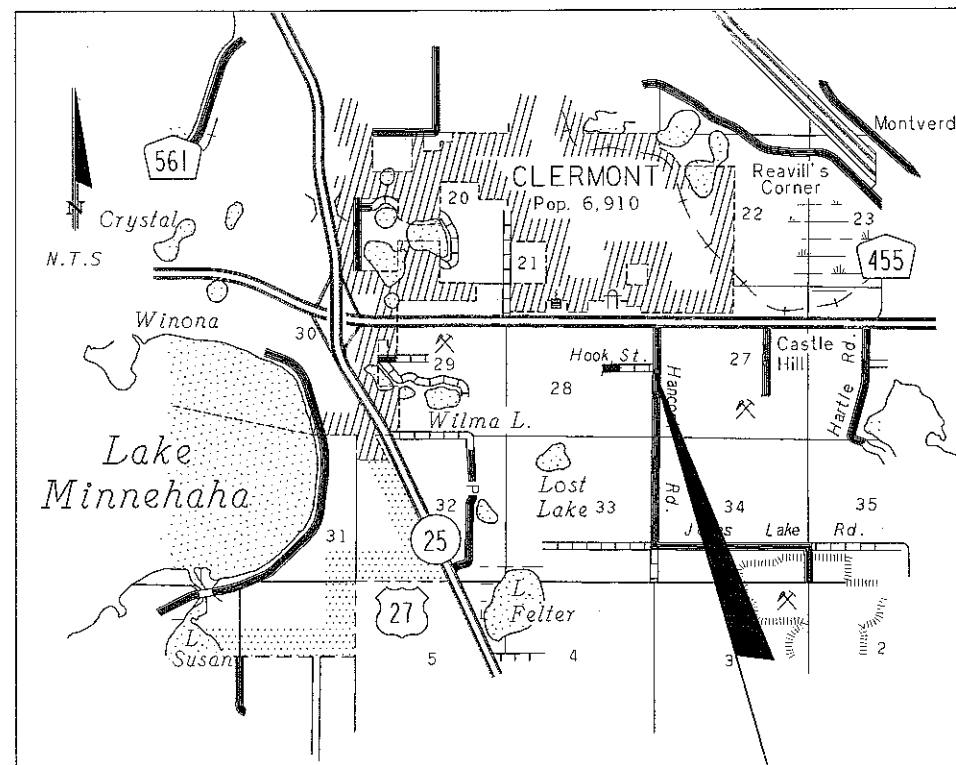 Montverd
561
CLERMONT
Pop. 6,910
Reavill's
Corner
20
22
23
N
Crystal
N.T.S
21
455
Winona
30
29
Hook St.
28
27
Castle
Hill
Hartle Rd.
Hanco
Rd.
Wilma L.
Lake
Minnehaha
Lost
Lake
31
32
33
34
35
25
Lake Rd.
27
L.
Felter
L.
Susan
5
4
3
2